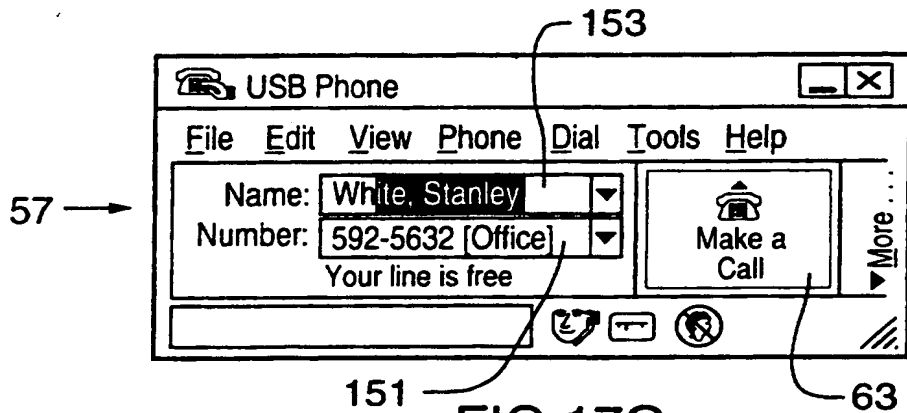 153
USB Phone
File Edit View Phone Dial Tools Help
Name: White, Stanley
57
Number: 592-5632 [Office]
Make a
Call
Your line is free
More ...
151
63